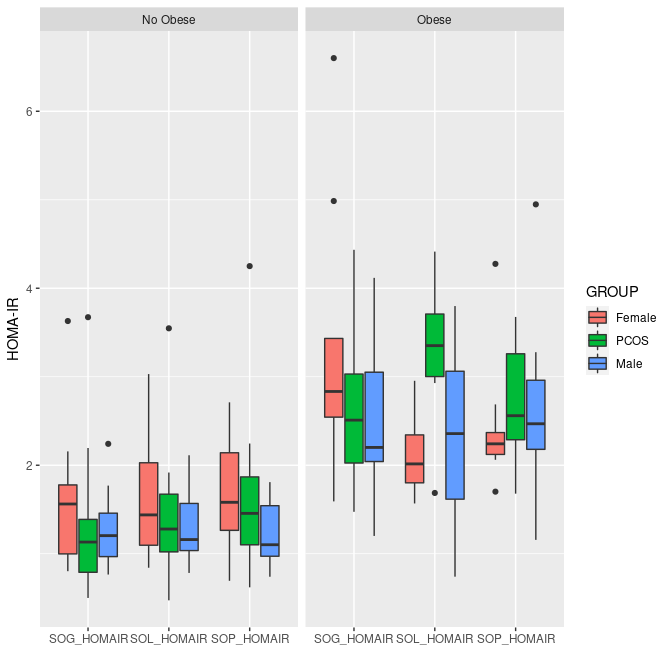 No Obese
Obese
HOMA-IR
6
4
2
SOG_HOMAIR SOL_HOMAIR SOP_HOMAIR
SOG_HOMAIR SOL_HOMAIR SOP_HOMAIR
GROUP
Female
PCOS
Male